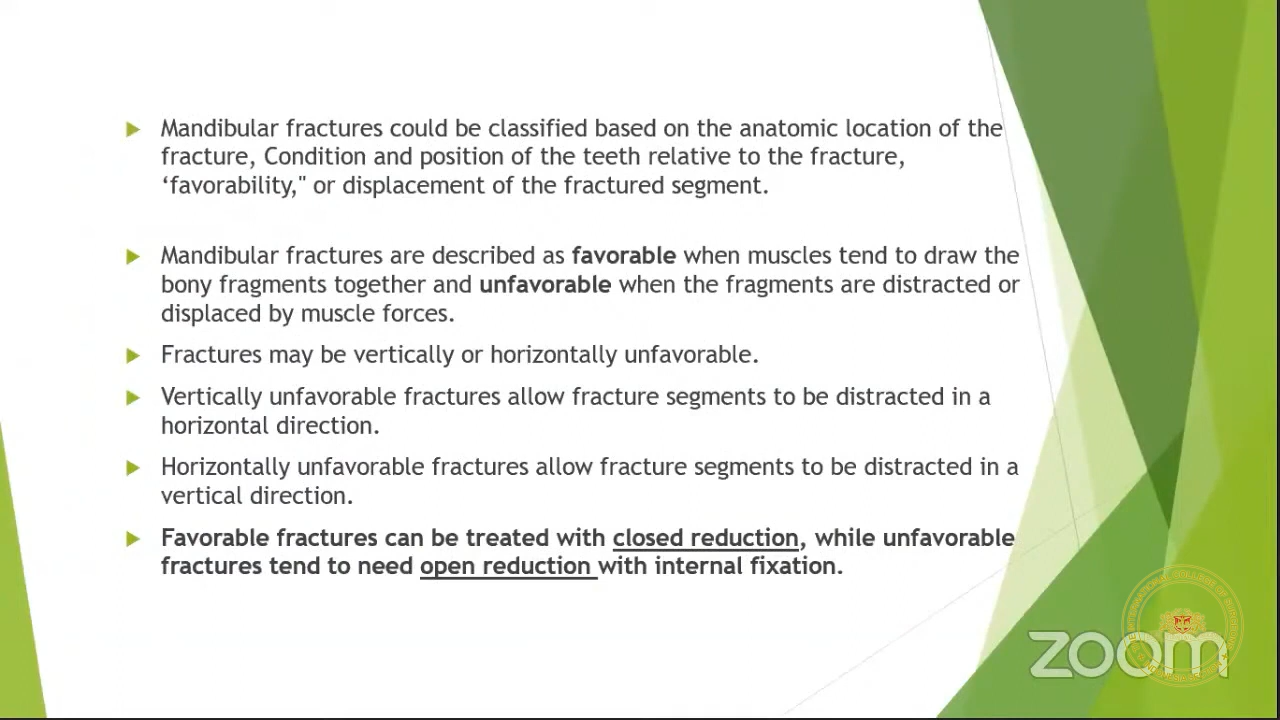 Mandibular fractures could be classified based on the anatomic location of the
fracture, Condition and position of the teeth relative to the fracture,
‘favorability," or displacement of the fractured segment.
Mandibular fractures are described as favorable when muscles tend to draw the
bony fragments together and unfavorable when the fragments are distracted or
displaced by muscle forces.
Fractures may be vertically or horizontally unfavorable.
Vertically unfavorable fractures allow fracture segments to be distracted in a
horizontal direction.
Horizontally unfavorable fractures allow fracture segments to be distracted in a
vertical direction.
Favorable fractures can be treated with closed reduction, while unfavorable
fractures tend to need open reduction with internal fixation.
INTERNATIONAL COLLEGE OF SURGEONS
zoom